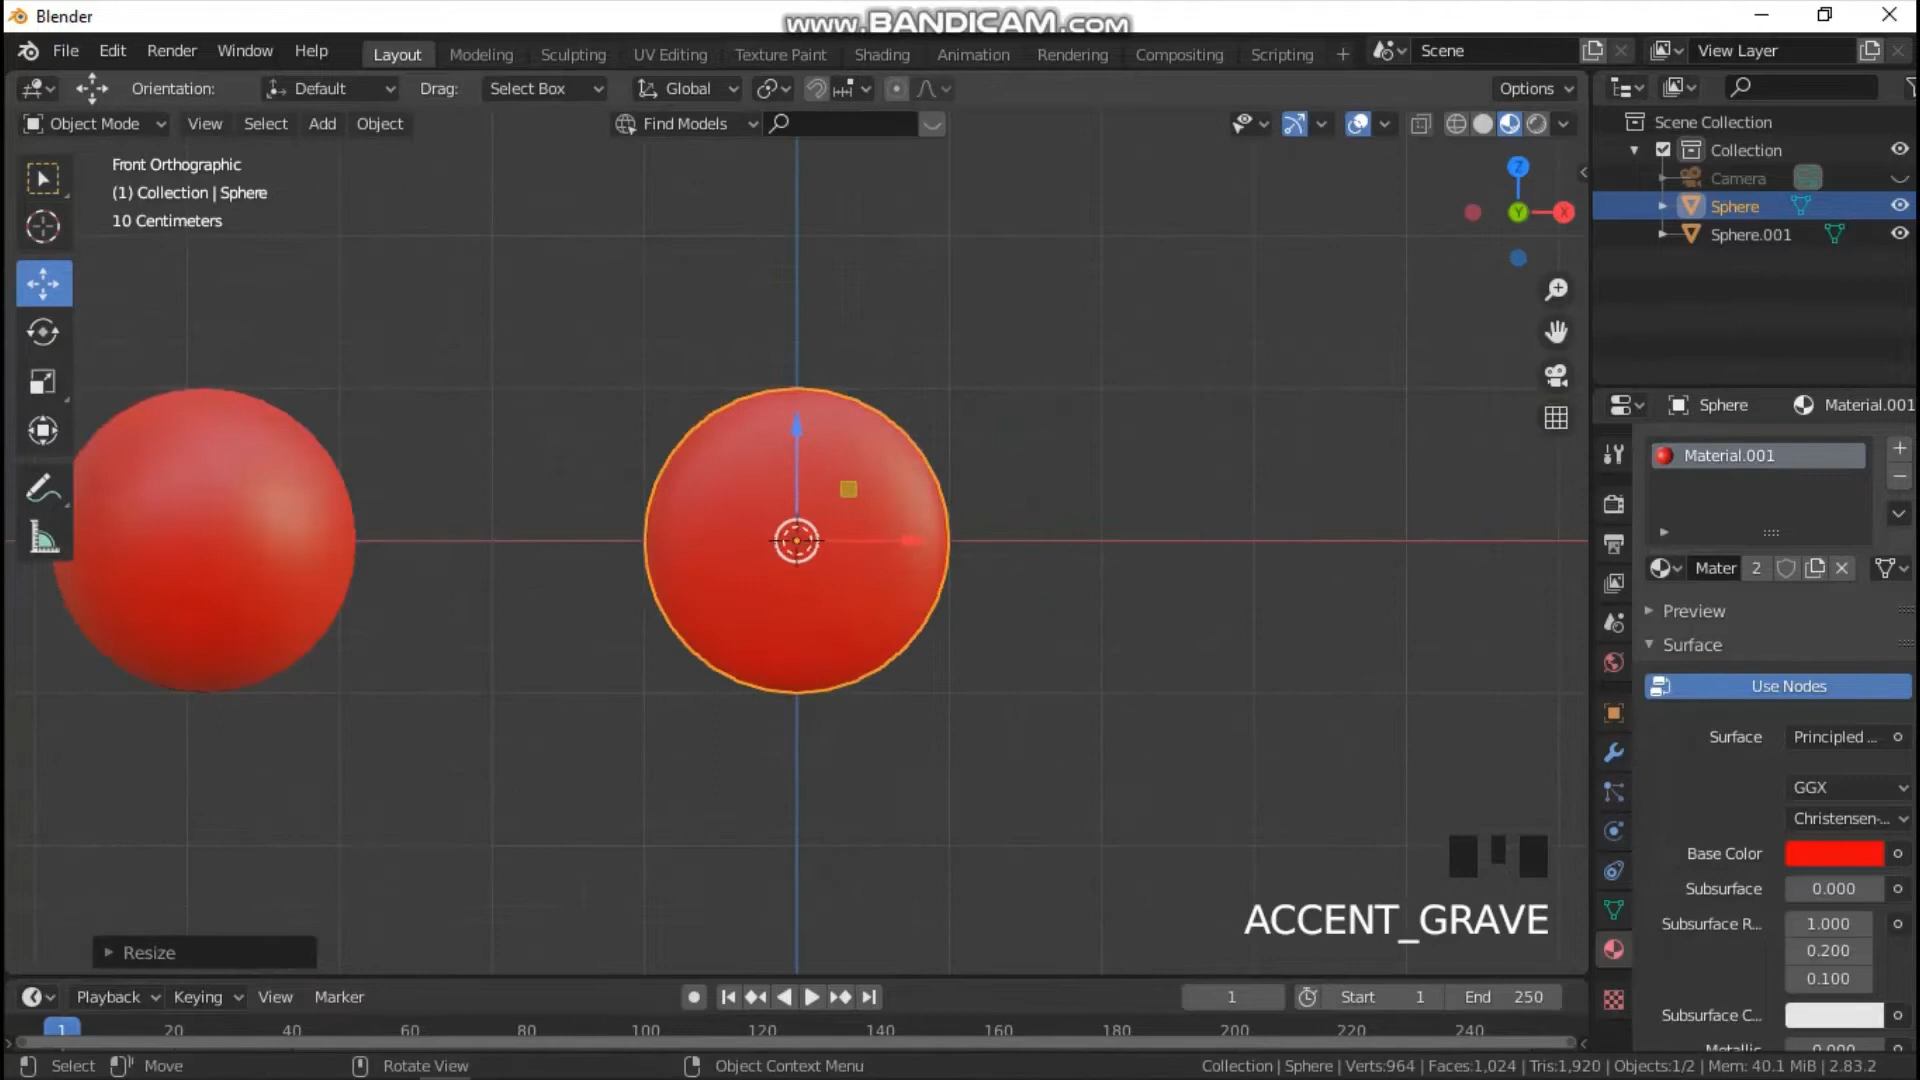 Blender
www.BANDICAM.com
File Edit Render Window Help
Layout Modeling Sculpting UV Editing Texture Paint Shading Animation Rendering Compositing Scripting +
Scene
View Layer
Orientation: Default Drag: Select Box Global Options
Object Mode View Select Add Object Find Models
Front Orthographic
(1) Collection | Sphere
10 Centimeters
Z
Y
X
Scene Collection
Collection
Camera
Sphere
Sphere.001
Sphere Material.001
Material.001
Mater 2
Preview
Surface
Use Nodes
Surface Principled ...
GGX
Christensen-...
Base Color
Subsurface 0.000
Subsurface R... 1.000
0.200
0.100
Subsurface C...
Metallic 0.000
ACCENT_GRAVE
Resize
Playback Keying View Marker 1 Start 1 End 250
1 20 40 60 80 100 120 140 160 180 200 220 240
Select Move Rotate View Object Context Menu Collection | Sphere | Verts:964 | Faces:1,024 | Tris:1,920 | Objects:1/2 | Mem: 40.1 MiB | 2.83.2